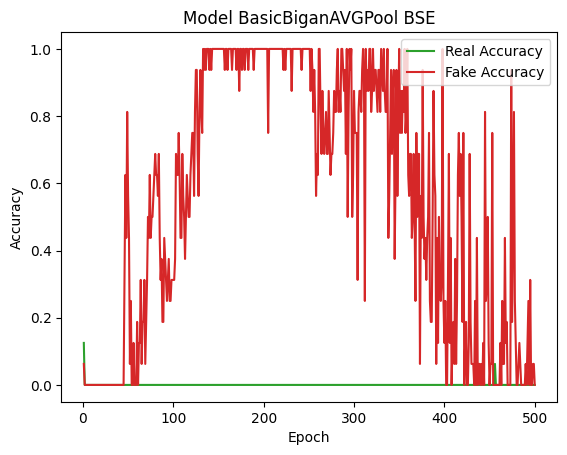 Model BasicBiganAVGPool BSE
Real Accuracy
Fake Accuracy
Accuracy
1.0
0.8
0.6
0.4
0.2
0.0
0 100 200 300 400 500
Epoch